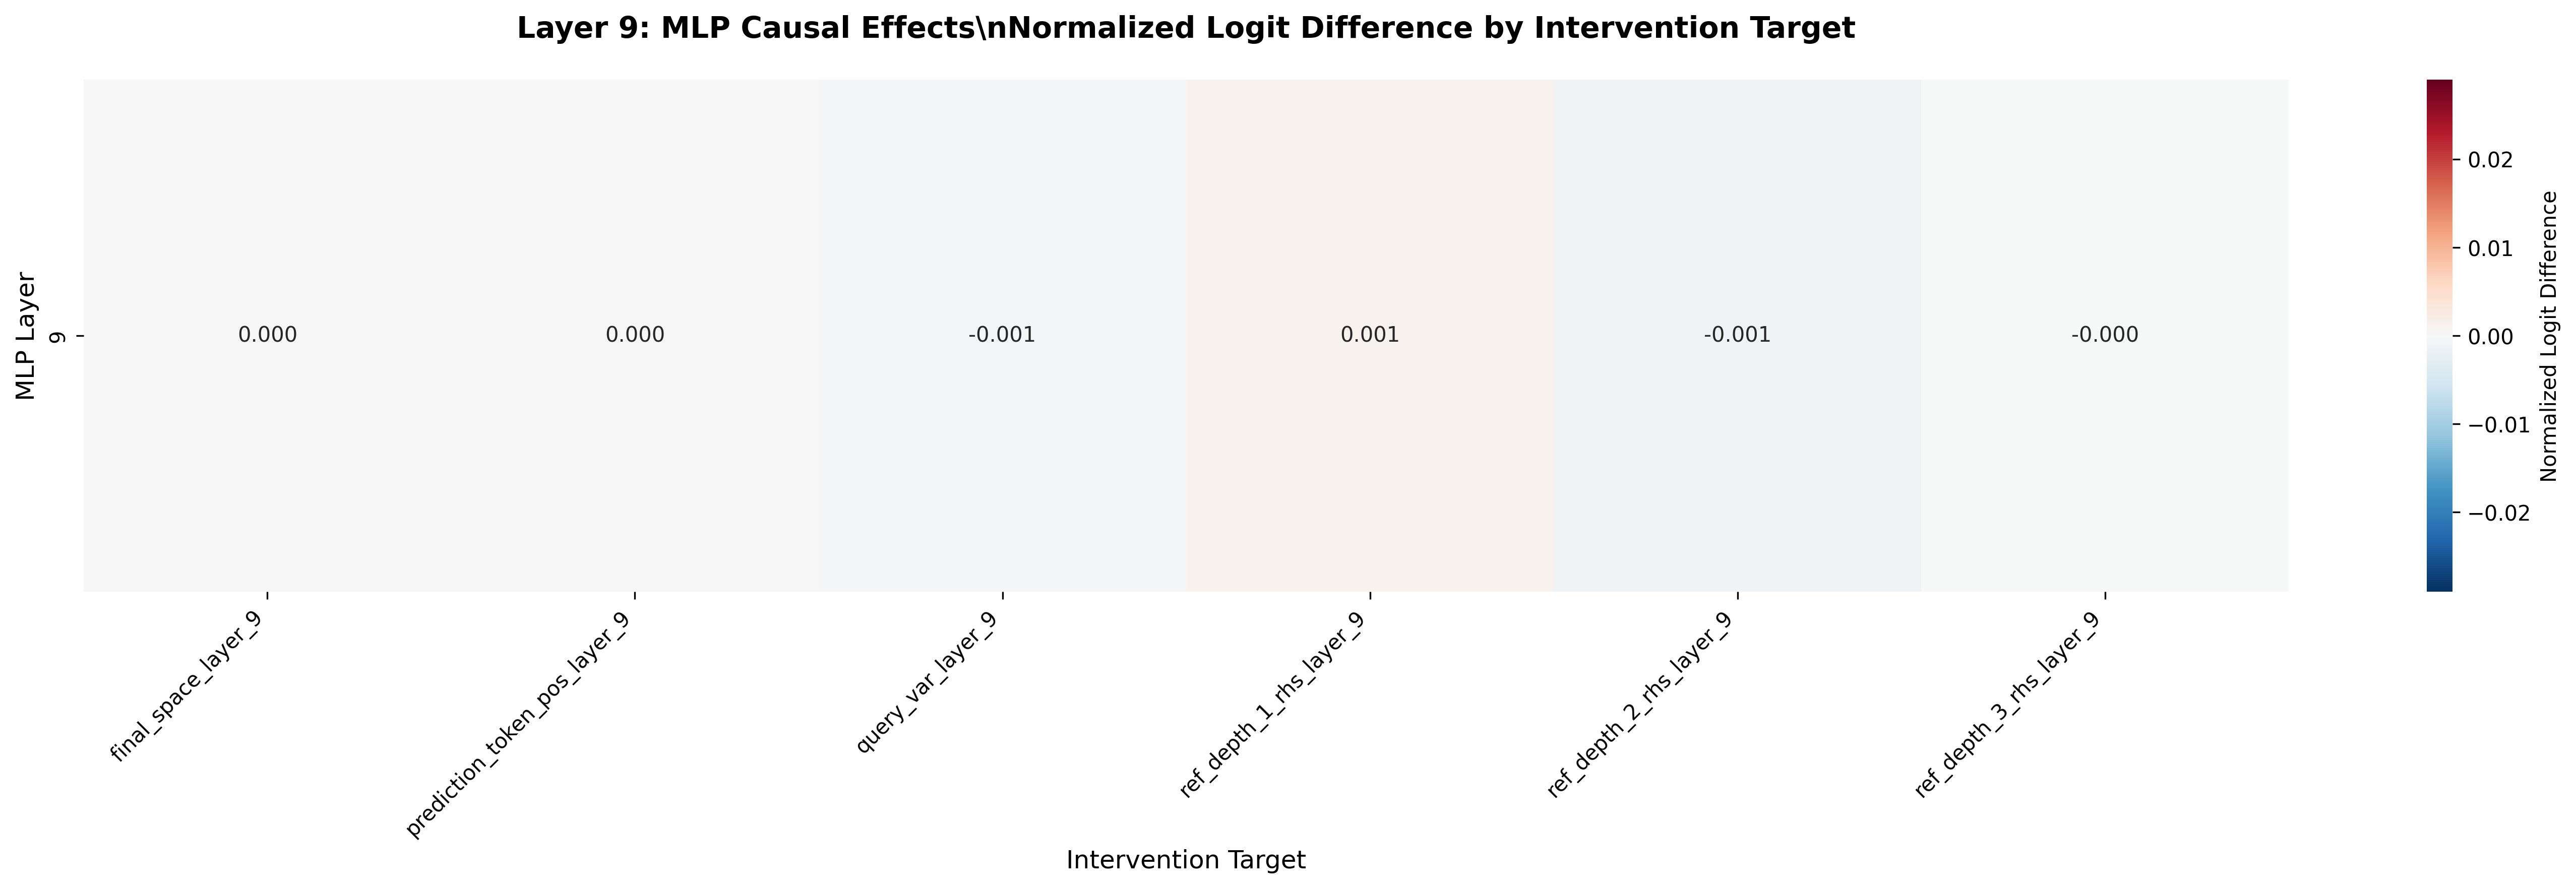 Layer 9: MLP Causal Effects\nNormalized Logit Difference by Intervention Target
MLP Layer
9
0.000
0.000
-0.001
0.001
-0.001
-0.000
final_space_layer_9
prediction_token_pos_layer_9
query_var_layer_9
ref_depth_1_rhs_layer_9
ref_depth_2_rhs_layer_9
ref_depth_3_rhs_layer_9
Intervention Target
0.02
0.01
0.00
−0.01
−0.02
Normalized Logit Difference